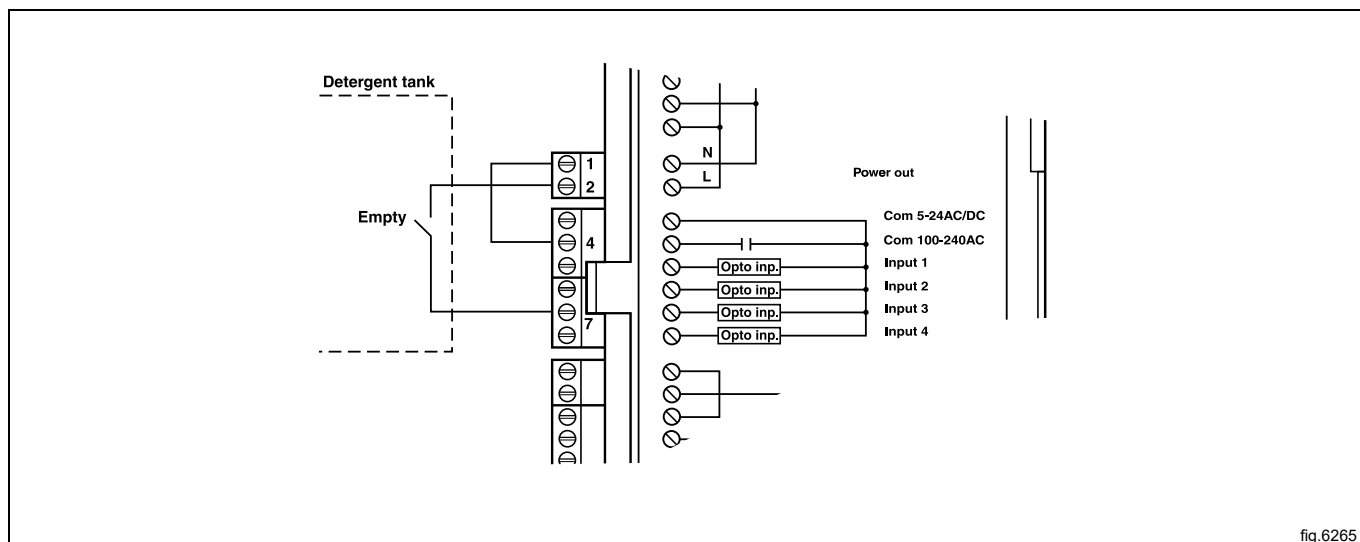 Detergent tank
Empty
1
2
4
7
N
L
Power out
Com 5-24AC/DC
Com 100-240AC
Opto inp. Input 1
Opto inp. Input 2
Opto inp. Input 3
Opto inp. Input 4
fig.6265